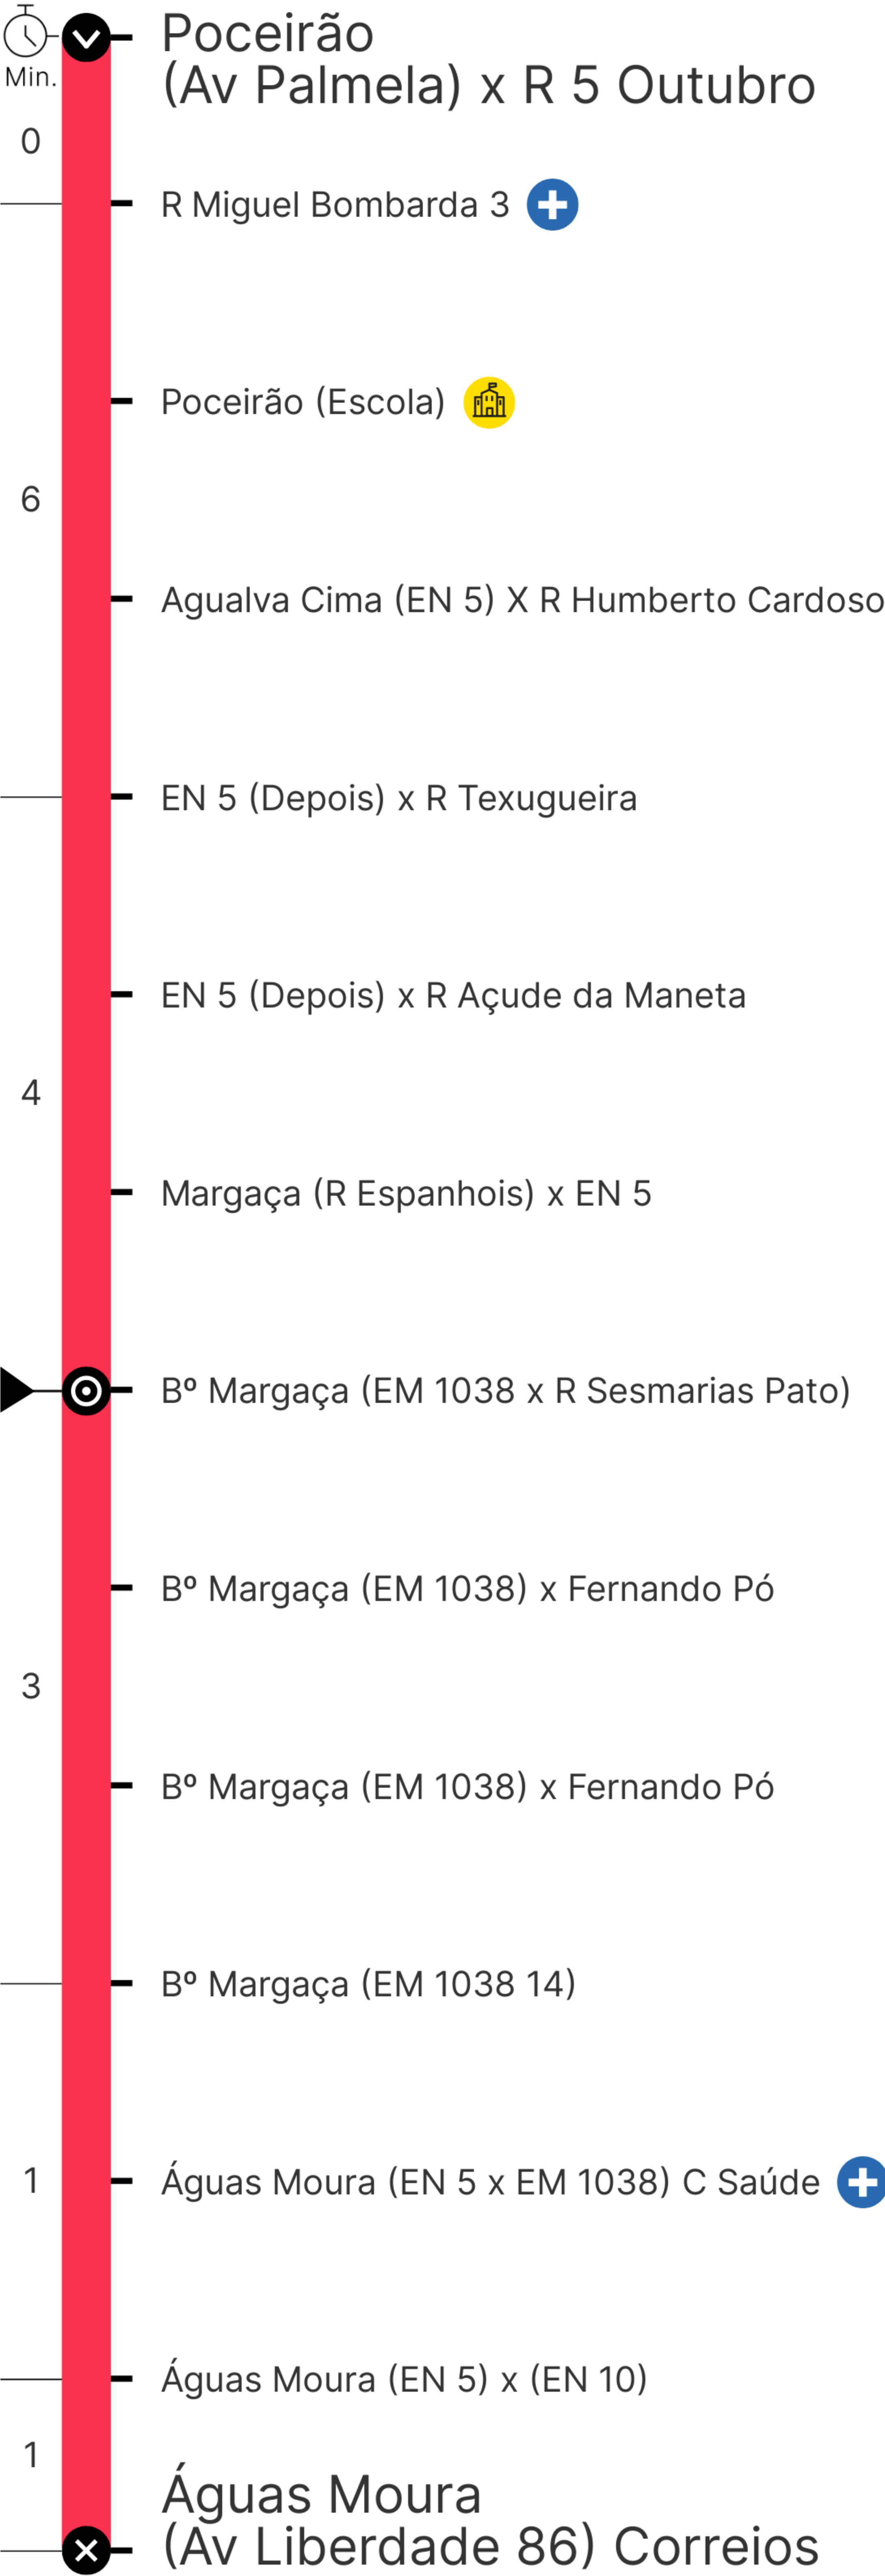 Poceirão
(Av Palmela) x R 5 Outubro
Min.
0
R Miguel Bombarda 3
Poceirão (Escola)
6
Agualva Cima (EN 5) X R Humberto Cardoso
EN 5 (Depois) x R Texugueira
EN 5 (Depois) x R Açude da Maneta
4
Margaça (R Espanhois) x EN 5
Bº Margaça (EM 1038 x R Sesmarias Pato)
Bº Margaça (EM 1038) x Fernando Pó
3
Bº Margaça (EM 1038) x Fernando Pó
Bº Margaça (EM 1038 14)
1
Águas Moura (EN 5 x EM 1038) C Saúde
Águas Moura (EN 5) x (EN 10)
1
Águas Moura
(Av Liberdade 86) Correios